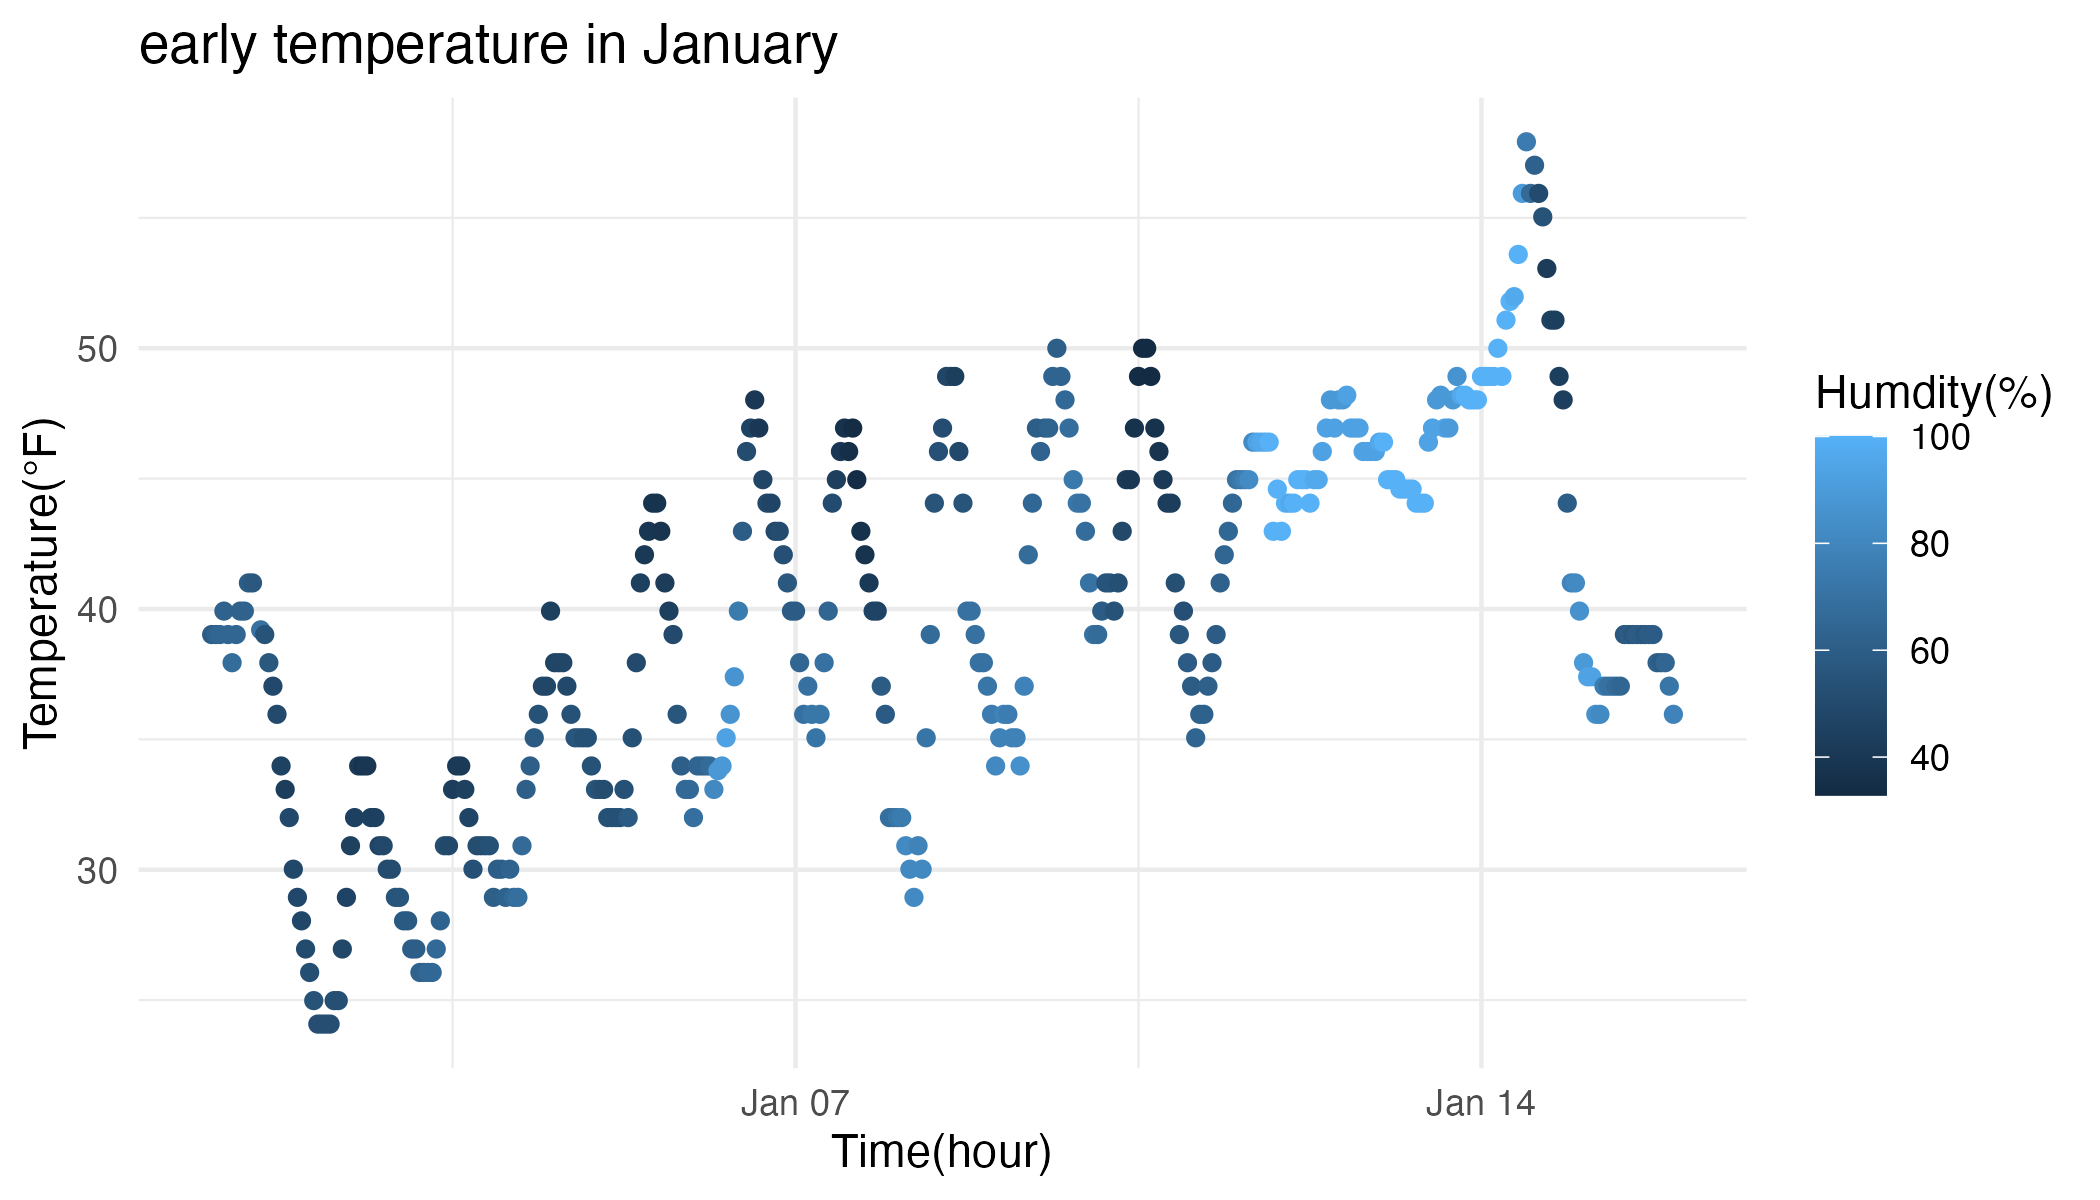 early temperature in January
Temperature(°F)
50
40
30
Jan 07
Jan 14
Time(hour)
Humdity(%)
100
80
60
40